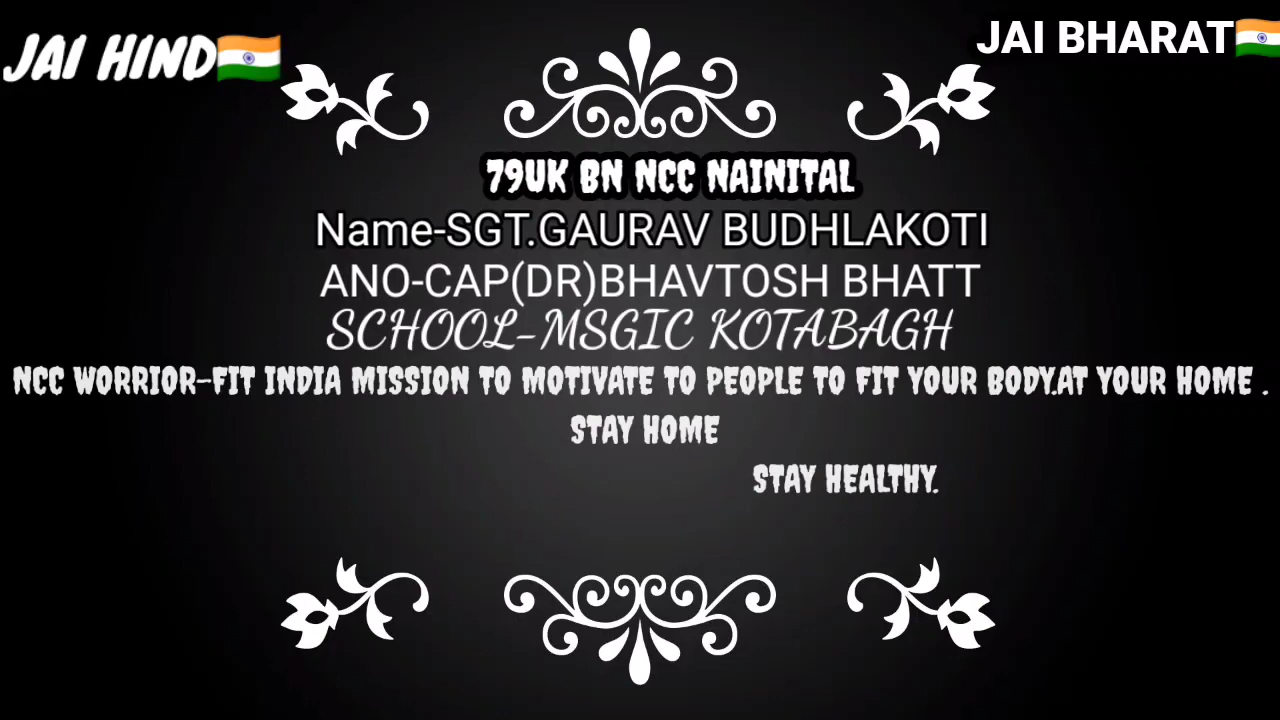 JAI HIND🇮🇳
JAI BHARAT🇮🇳
79UK BN NCC NAINITAL
Name-SGT.GAURAV BUDHLAKOTI
ANO-CAP(DR)BHAVTOSH BHATT
SCHOOL-MSGIC KOTABAGH
NCC WORRIOR-FIT INDIA MISSION TO MOTIVATE TO PEOPLE TO FIT YOUR BODY.AT YOUR HOME .
STAY HOME
STAY HEALTHY.